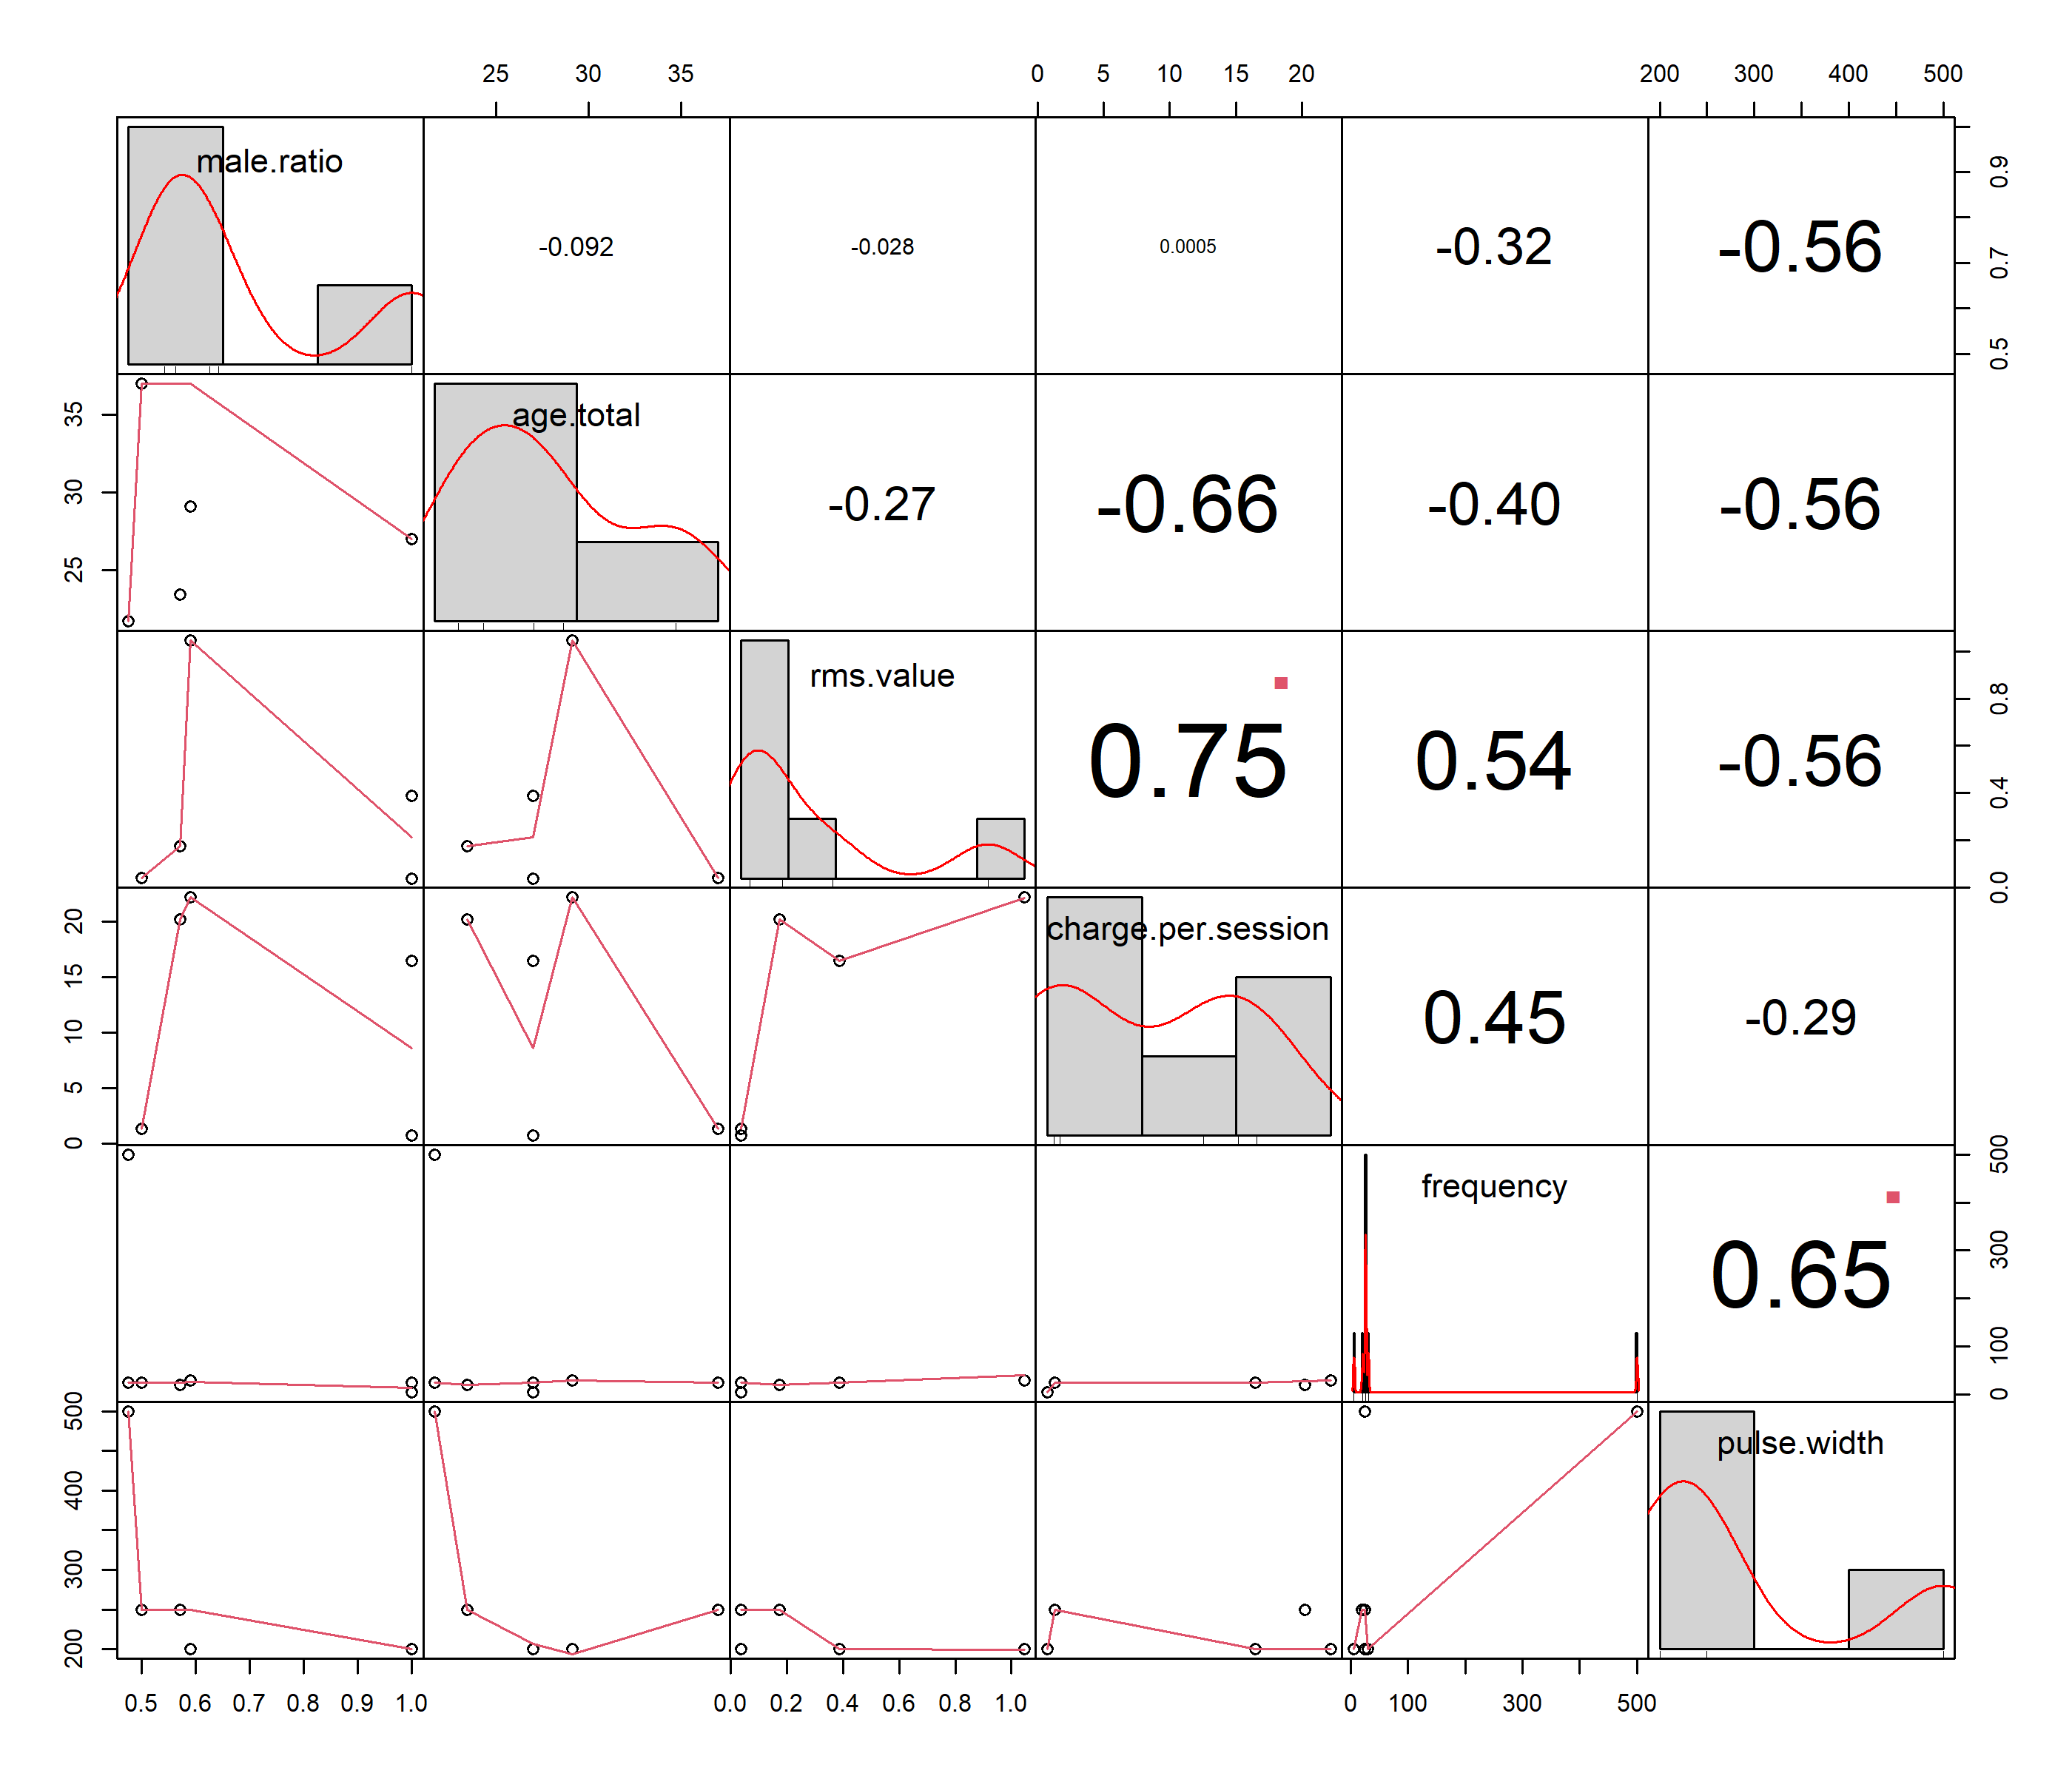 25 30 35 0 5 10 15 20 200 300 400 500
male.ratio -0.092 -0.028 0.0005 -0.32 -0.56 0.5 0.7 0.9
25 30 35 age.total -0.27 -0.66 -0.40 -0.56
rms.value 0.75 0.54 -0.56 0.0 0.4 0.8
0 5 10 15 20 charge.per.session 0.45 -0.29
frequency 0.65 0 100 300 500
200 300 400 500 pulse.width
0.5 0.6 0.7 0.8 0.9 1.0 0.0 0.2 0.4 0.6 0.8 1.0 0 100 300 500